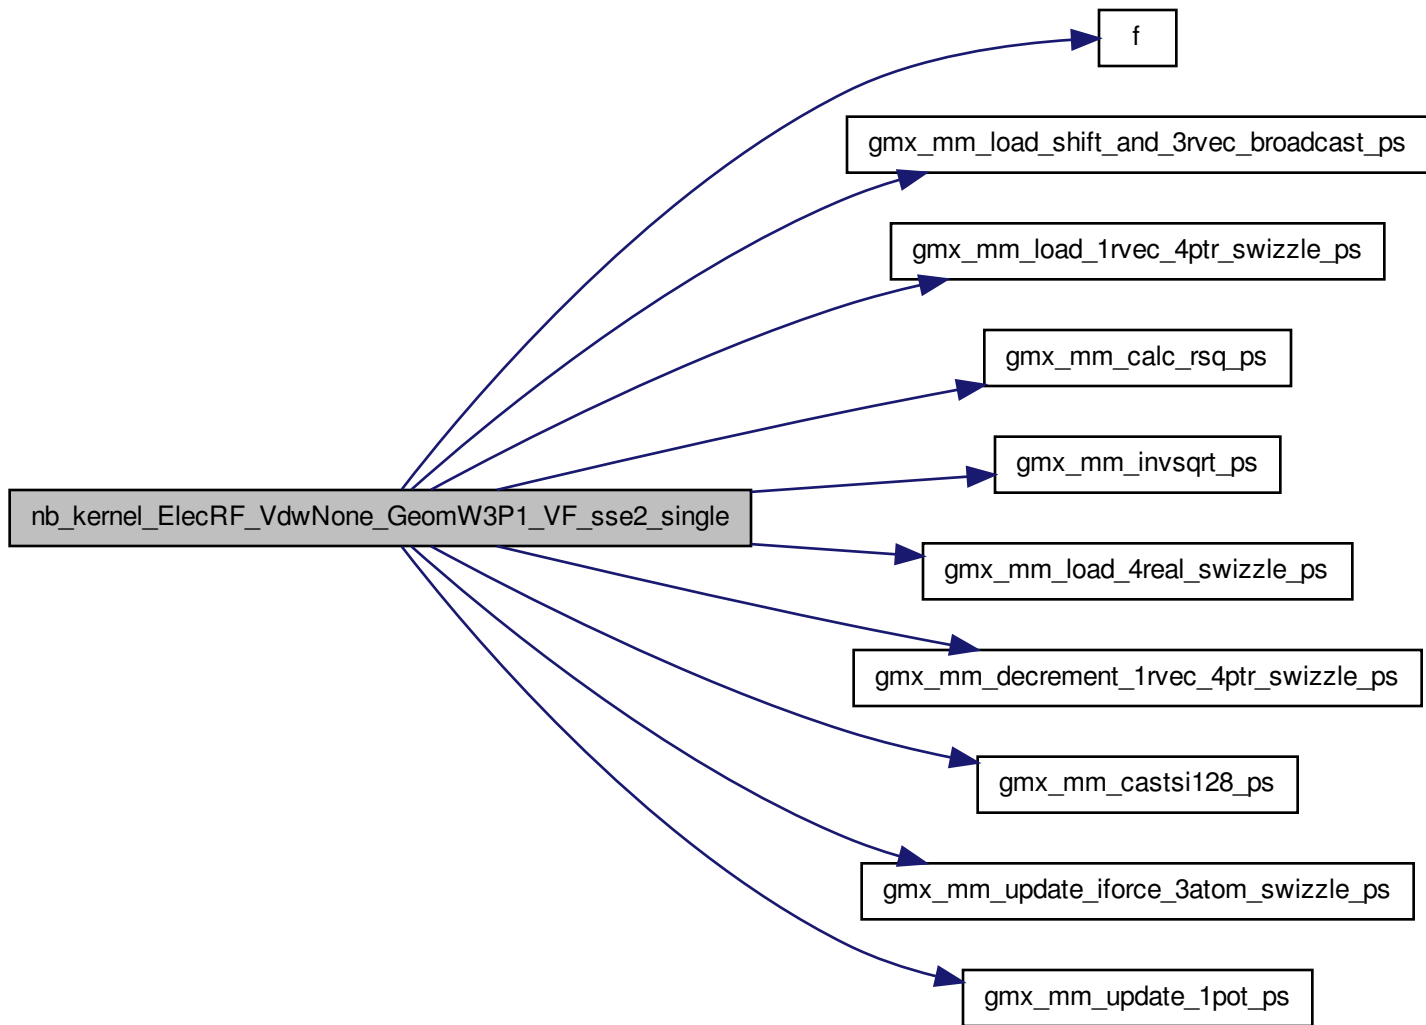 f
gmx_mm_load_shift_and_3rvec_broadcast_ps
gmx_mm_load_1rvec_4ptr_swizzle_ps
gmx_mm_calc_rsq_ps
gmx_mm_invsqrt_ps
nb_kernel_ElecRF_VdwNone_GeomW3P1_VF_sse2_single
gmx_mm_load_4real_swizzle_ps
gmx_mm_decrement_1rvec_4ptr_swizzle_ps
gmx_mm_castsi128_ps
gmx_mm_update_iforce_3atom_swizzle_ps
gmx_mm_update_1pot_ps